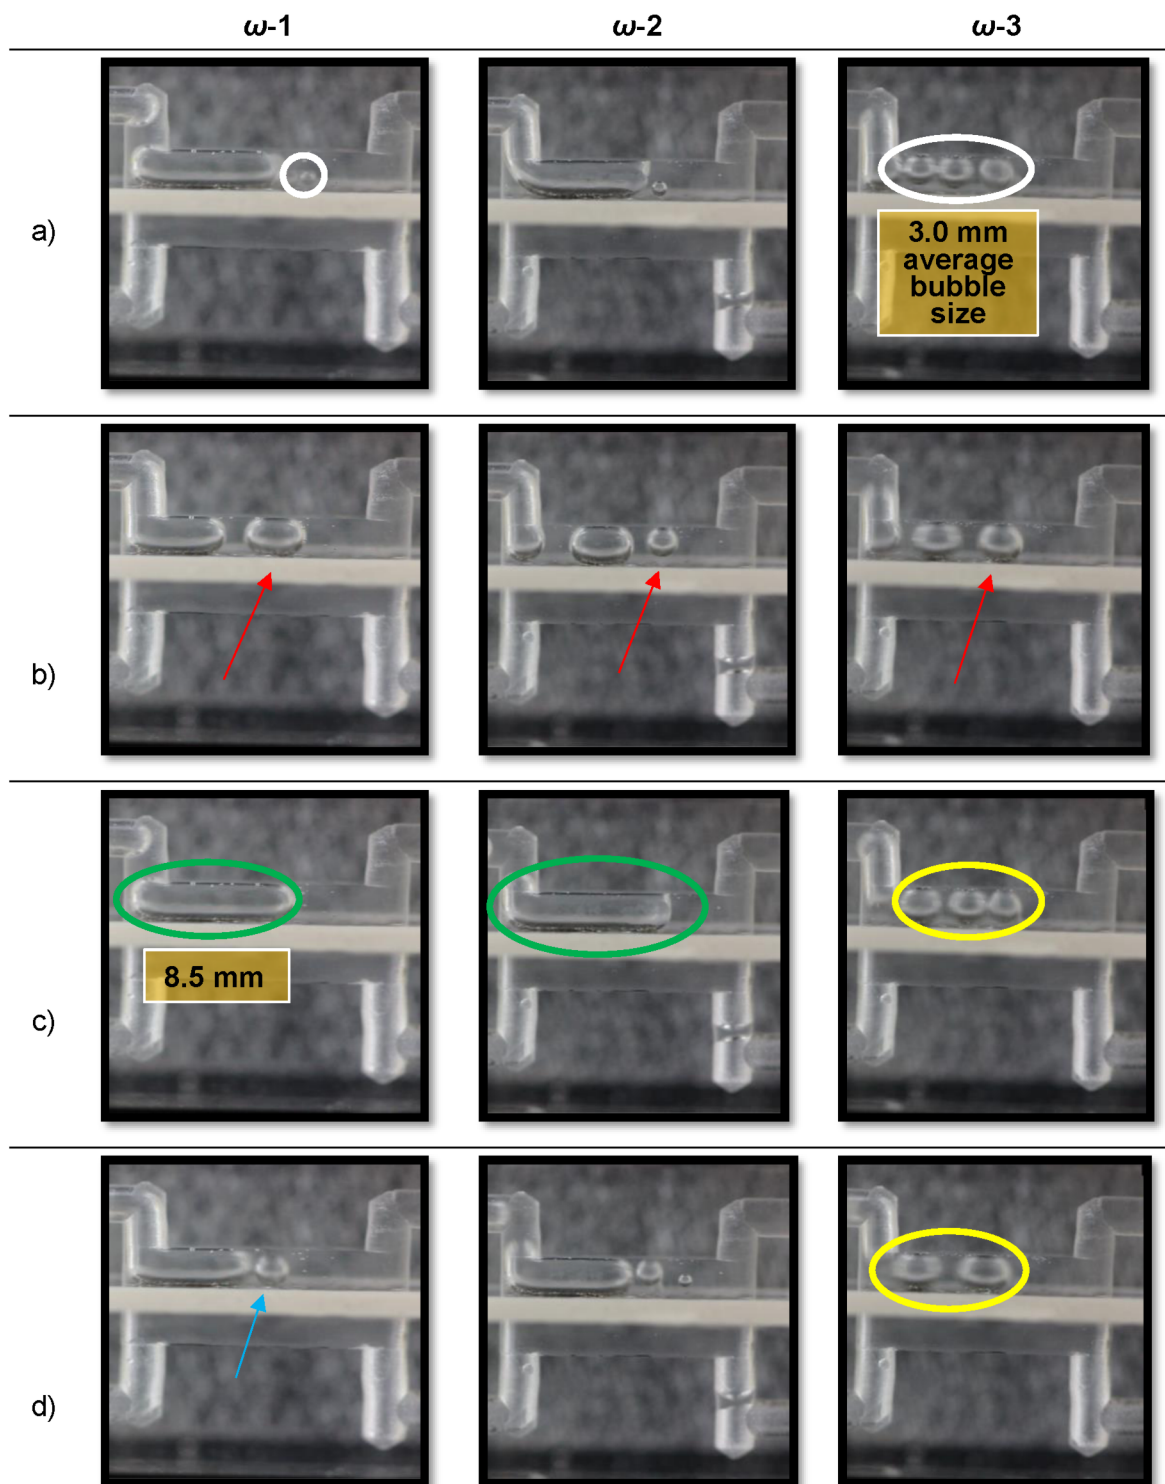 ω-1 ω-2 ω-3
a)
3.0 mm
average
bubble
size
b)
c)
8.5 mm
d)